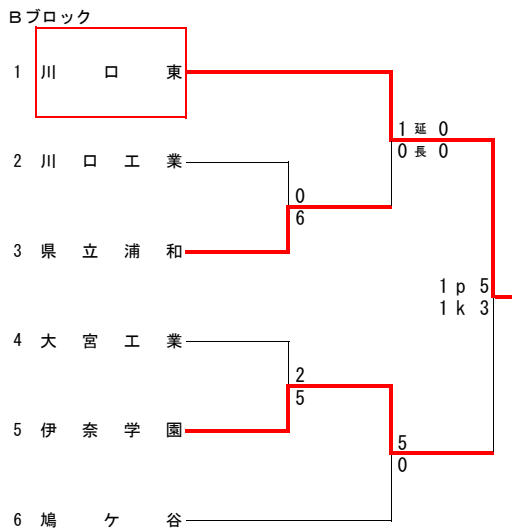 Bブロック
1 川口東
1 延 0
0 長 0
2 川口工業
0
6
3 県立浦和
1 p 5
1 k 3
4 大宮工業
2
5
5 伊奈学園
5
0
6 鳩ケ谷